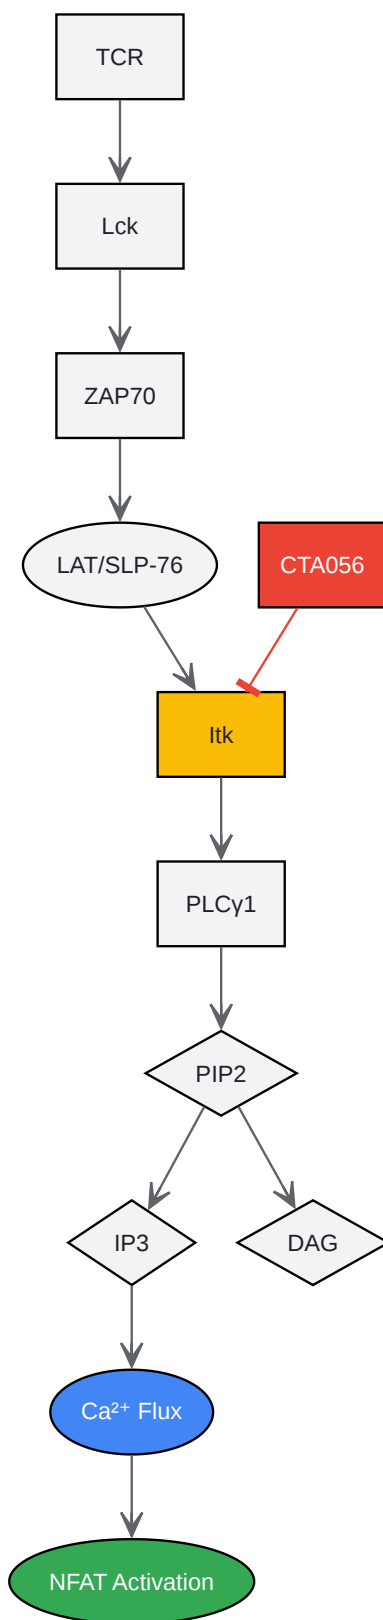 TCR
Lck
ZAP70
LAT/SLP-76
CTA056
Itk
PLCγ1
PIP2
IP3
DAG
Ca²⁺ Flux
NFAT Activation